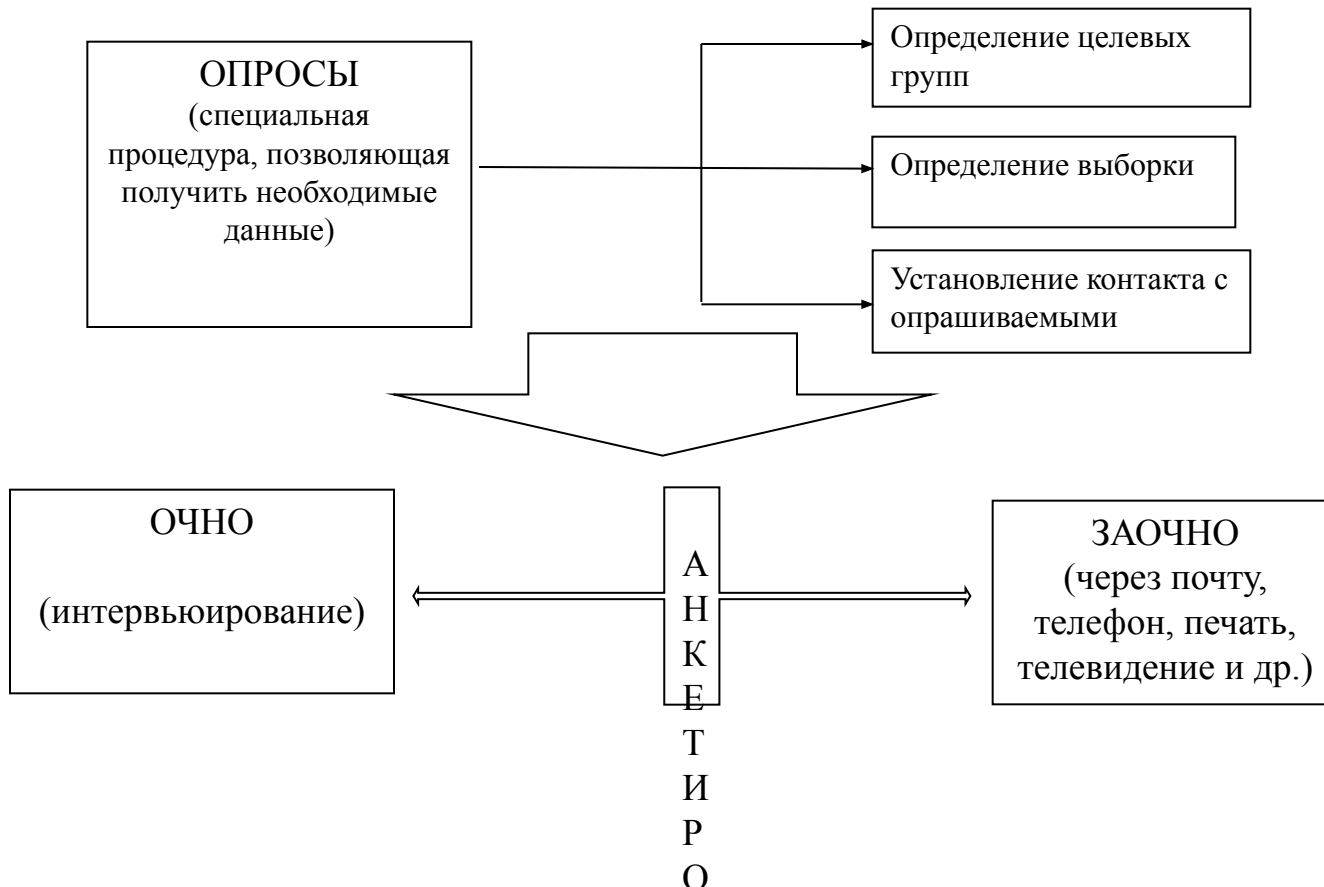 ОПРОСЫ
(специальная
процедура, позволяющая
получить необходимые
данные)
Определение целевых
групп
Определение выборки
Установление контакта с
опрашиваемыми
ОЧНО
(интервьюирование)
А
Н
К
Е
Т
И
Р
О
ЗАОЧНО
(через почту,
телефон, печать,
телевидение и др.)